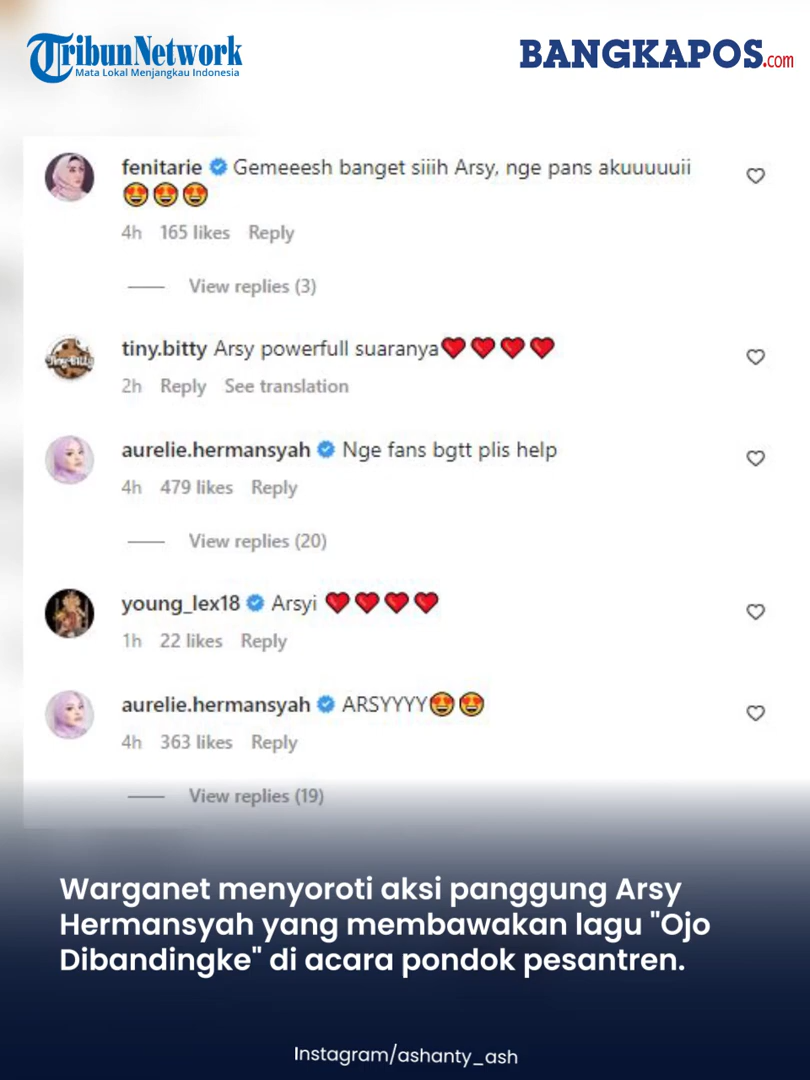 TribunNetwork
Mata Lokal Menjangkau Indonesia
BANGKAPOS.com
fenitarie Gemeeesh banget siiih Arsy, nge pans akuuuuuii
😍😍😍
4h 165 likes Reply
View replies (3)
tiny.bitty Arsy powerfull suaranya❤️❤️❤️❤️
2h Reply See translation
aurelie.hermansyah Nge fans bgtt plis help
4h 479 likes Reply
View replies (20)
young_lex18 Arsyi ❤️❤️❤️❤️
1h 22 likes Reply
aurelie.hermansyah ARSYYYY😍😍
4h 363 likes Reply
View replies (19)
Warganet menyoroti aksi panggung Arsy
Hermansyah yang membawakan lagu "Ojo
Dibandingke" di acara pondok pesantren.
Instagram/ashanty_ash